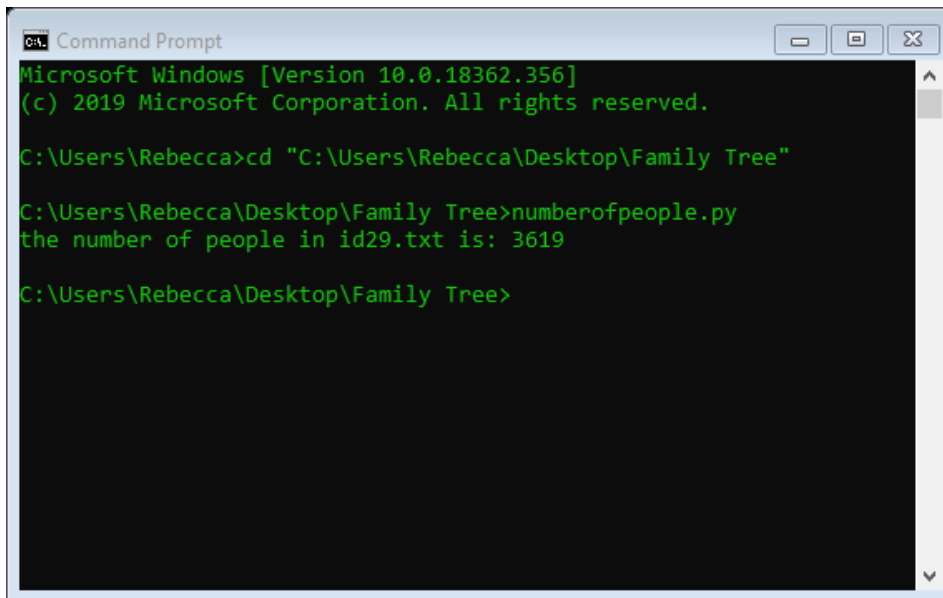 Command Prompt
Microsoft Windows [Version 10.0.18362.356]
(c) 2019 Microsoft Corporation. All rights reserved.
C:\Users\Rebecca>cd "C:\Users\Rebecca\Desktop\Family Tree"
C:\Users\Rebecca\Desktop\Family Tree>numberofpeople.py
the number of people in id29.txt is: 3619
C:\Users\Rebecca\Desktop\Family Tree>